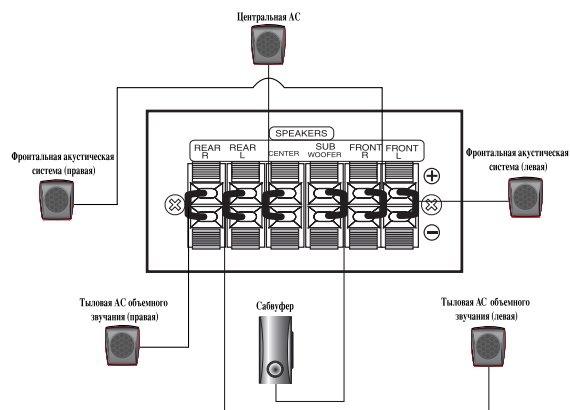 Центральная АС
SPEAKERS
REAR R
REAR L
CENTER
SUB WOOFER
FRONT R
FRONT L
Фронтальная акустическая
система (правая)
Фронтальная акустическая
система (левая)
+
−
Тыловая АС объемного
звучания (правая)
Сабвуфер
Тыловая АС объемного
звучания (левая)